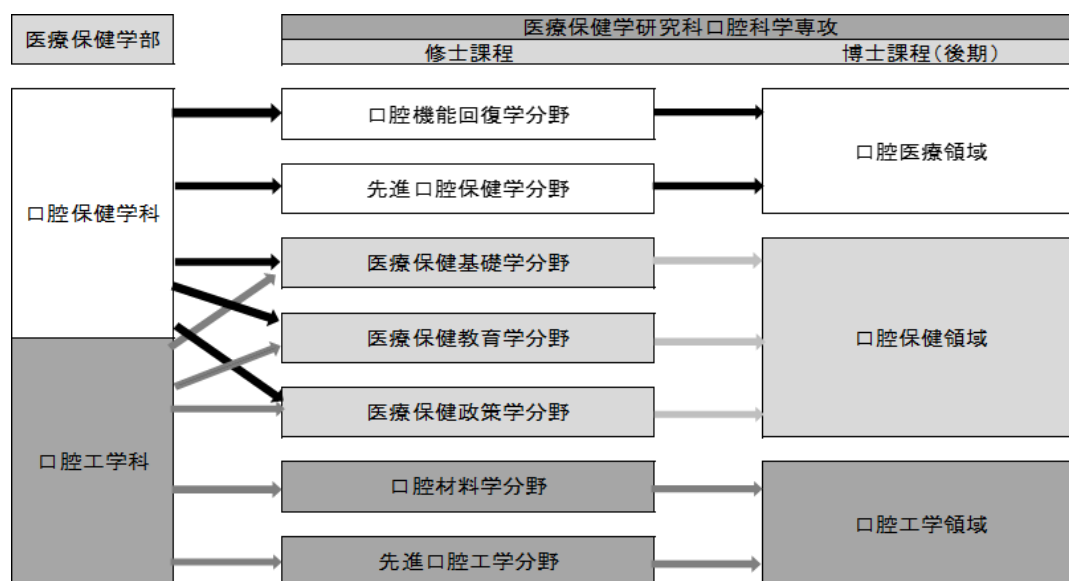 医療保健学部
医療保健学研究科口腔科学専攻
修士課程
博士課程(後期)
口腔保健学科
口腔工学科
口腔機能回復学分野
先進口腔保健学分野
医療保健基礎学分野
医療保健教育学分野
医療保健政策学分野
口腔材料学分野
先進口腔工学分野
口腔医療領域
口腔保健領域
口腔工学領域